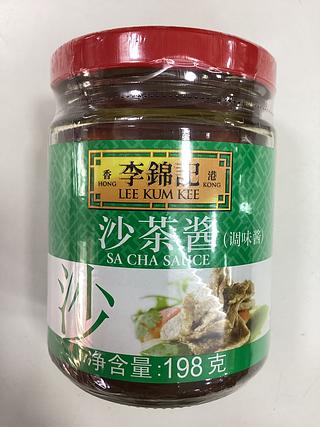 香 李錦記 港
HONG LEE KUM KEE KONG
沙茶酱(调味酱)
SA CHA SAUCE
沙
净含量:198克